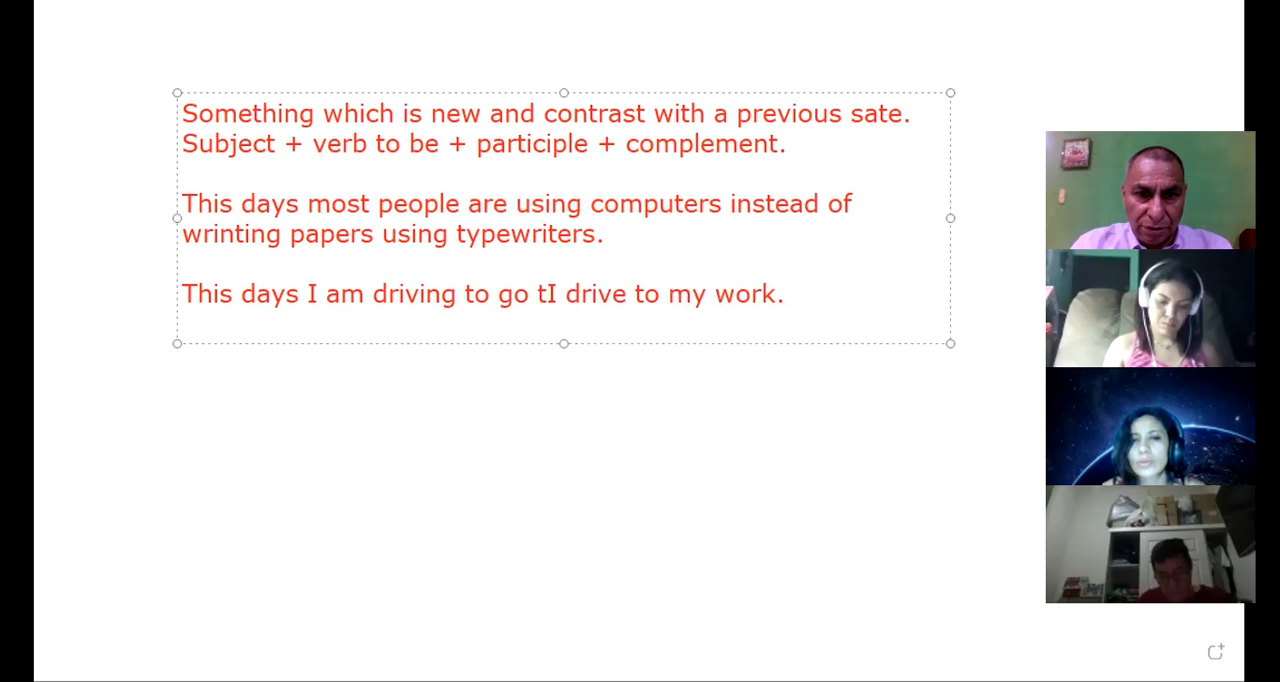 Something which is new and contrast with a previous sate.
Subject + verb to be + participle + complement.
This days most people are using computers instead of
wrinting papers using typewriters.
This days I am driving to go tI drive to my work.